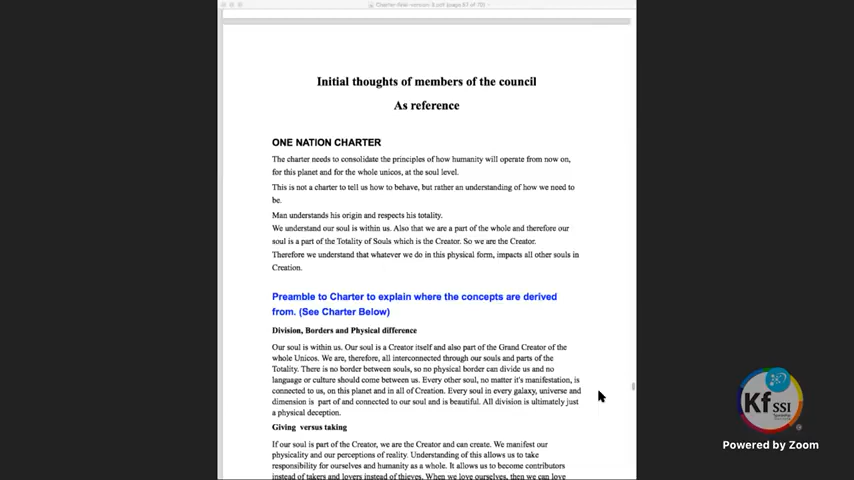 Charter-final-version-3.pdf (page 57 of 70)
Initial thoughts of members of the council
As reference
ONE NATION CHARTER
The charter needs to consolidate the principles of how humanity will operate from now on,
for this planet and for the whole unicos, at the soul level.
This is not a charter to tell us how to behave, but rather an understanding of how we need to
be.
Man understands his origin and respects his totality.
We understand our soul is within us. Also that we are a part of the whole and therefore our
soul is a part of the Totality of Souls which is the Creator. So we are the Creator.
Therefore we understand that whatever we do in this physical form, impacts all other souls in
Creation.
Preamble to Charter to explain where the concepts are derived
from. (See Charter Below)
Division, Borders and Physical difference
Our soul is within us. Our soul is a Creator itself and also part of the Grand Creator of the
whole Unicos. We are, therefore, all interconnected through our souls and parts of the
Totality. There is no border between souls, so no physical border can divide us and no
language or culture should come between us. Every other soul, no matter it's manifestation, is
connected to us, on this planet and in all of Creation. Every soul in every galaxy, universe and
dimension is part of and connected to our soul and is beautiful. All division is ultimately just
a physical deception.
Giving versus taking
If our soul is part of the Creator, we are the Creator and can create. We manifest our
physicality and our perceptions of reality. Understanding of this allows us to take
responsibility for ourselves and humanity as a whole. It allows us to become contributors
instead of takers and lovers instead of thieves. When we love ourselves, then we can love
Kf SSI
Powered by Zoom